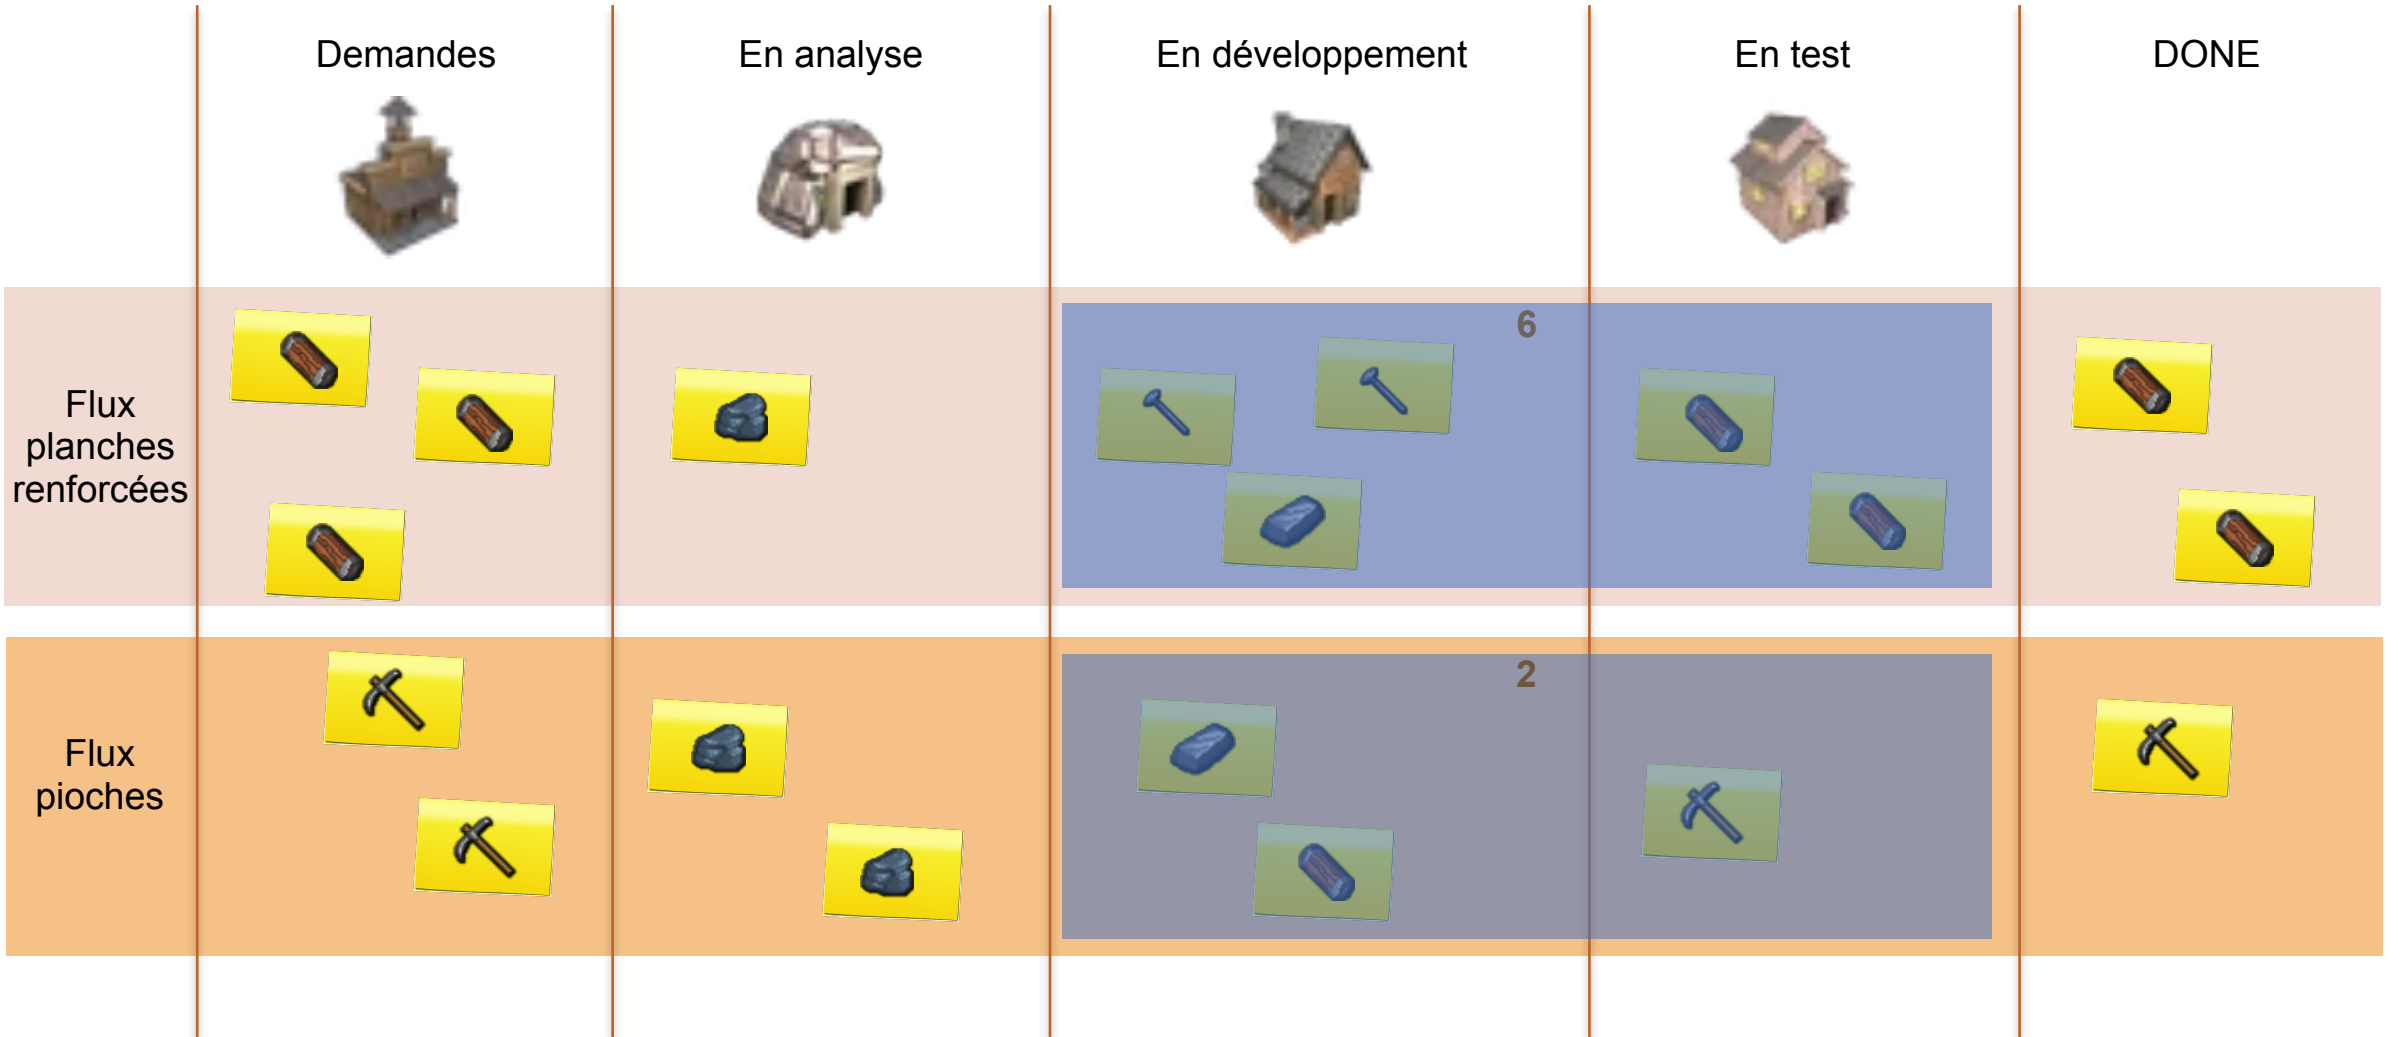 Demandes
En analyse
En développement
En test
DONE
6
Flux
planches
renforcées
2
Flux
pioches